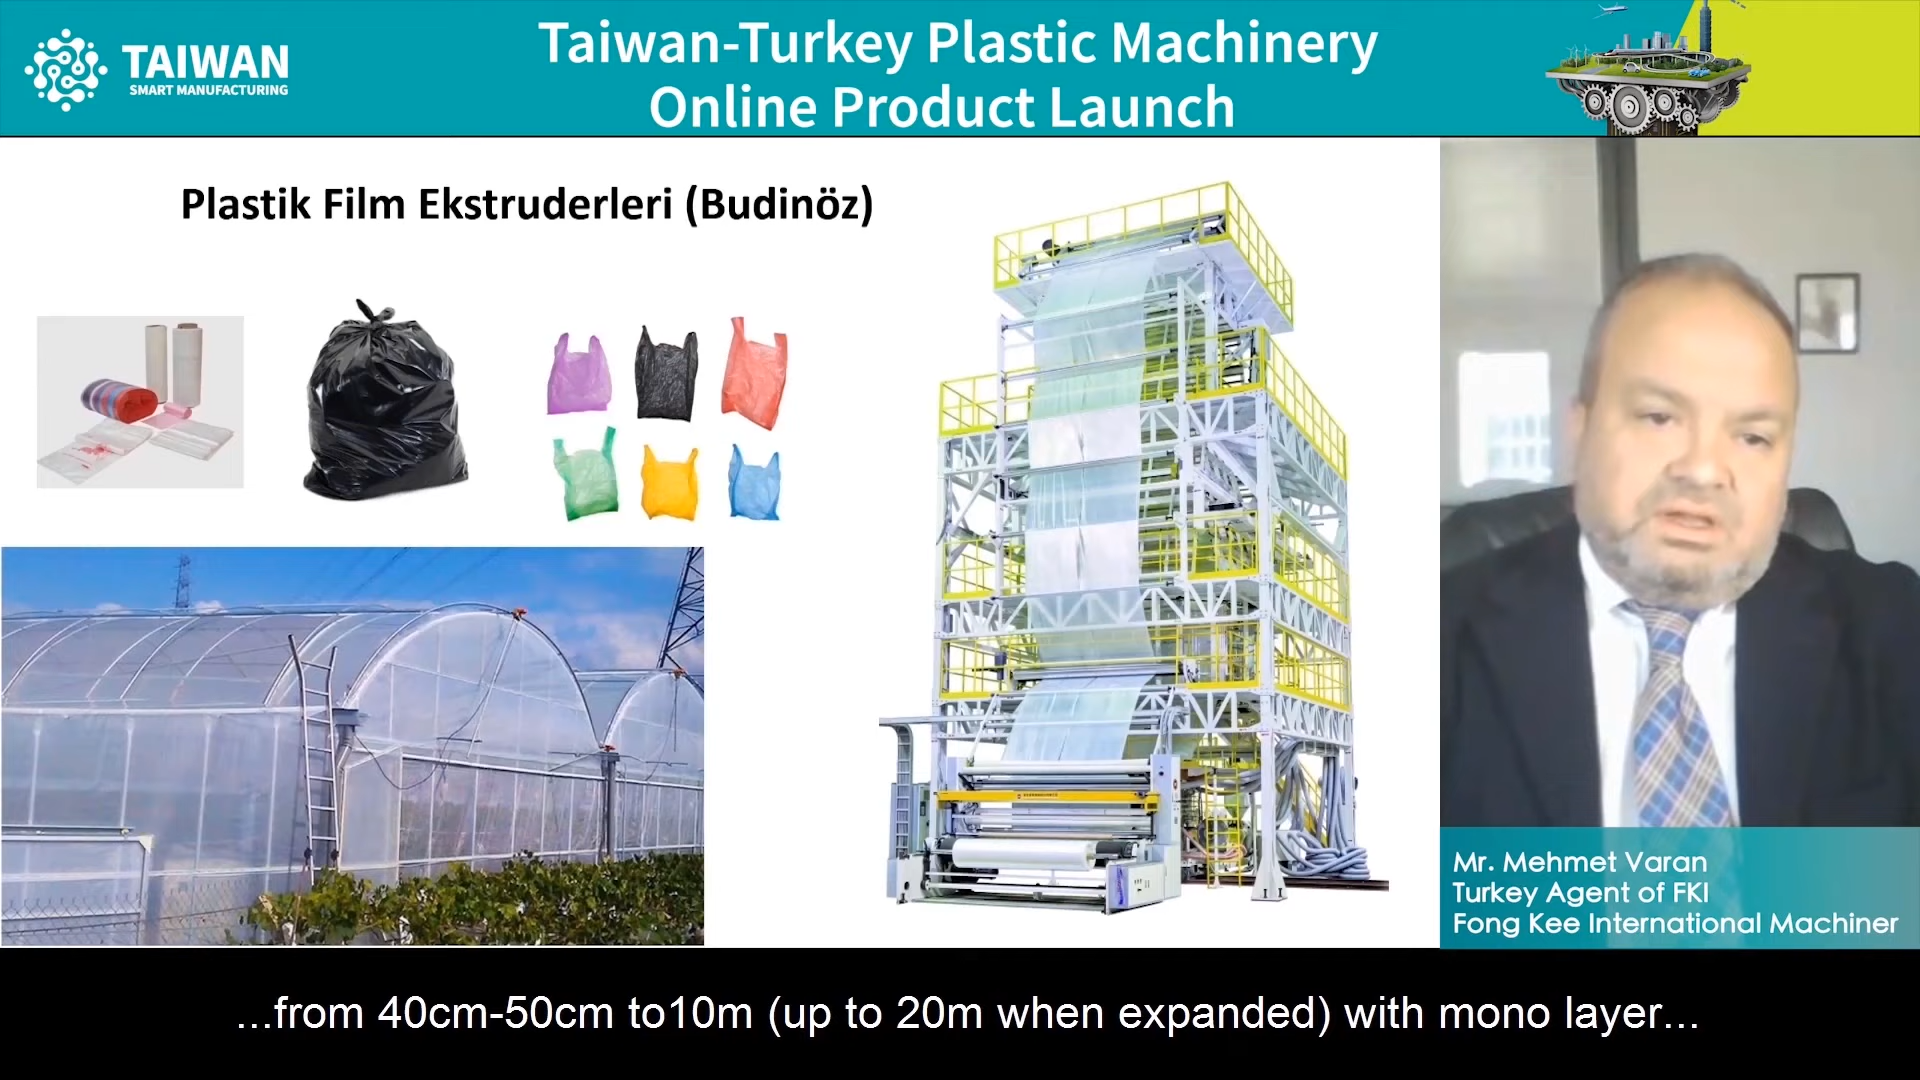 TAIWAN
SMART MANUFACTURING
Taiwan-Turkey Plastic Machinery
Online Product Launch
Plastik Film Ekstruderleri (Budinöz)
Mr. Mehmet Varan
Turkey Agent of FKI
Fong Kee International Machiner
...from 40cm-50cm to10m (up to 20m when expanded) with mono layer...